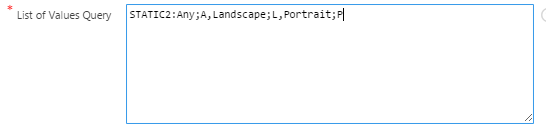 * List of Values Query
STATIC2:Any;A,Landscape;L,Portrait;P